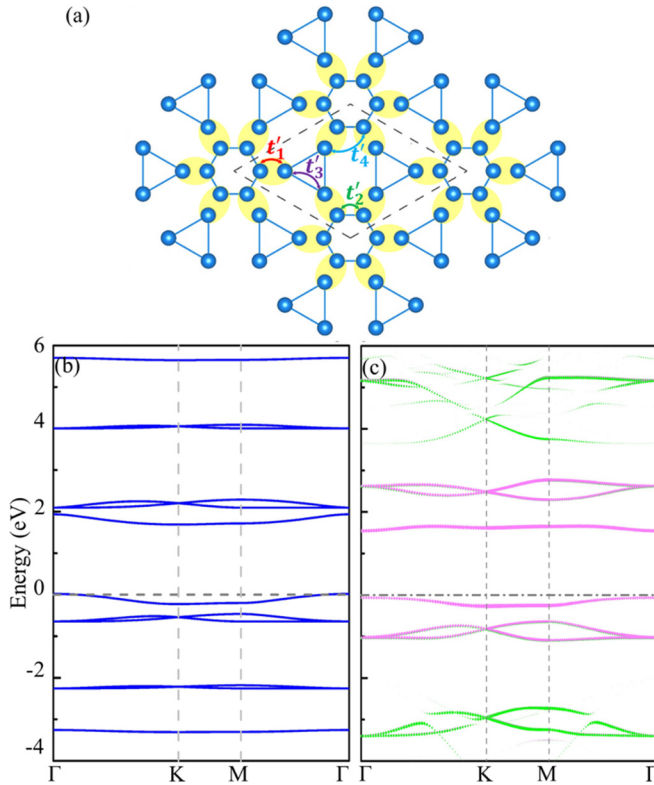 (a)
t′₁
t′₃
t′₄
t′₂
(b)
(c)
Energy (eV)
6
4
2
0
-2
-4
Γ K M Γ
Γ K M Γ